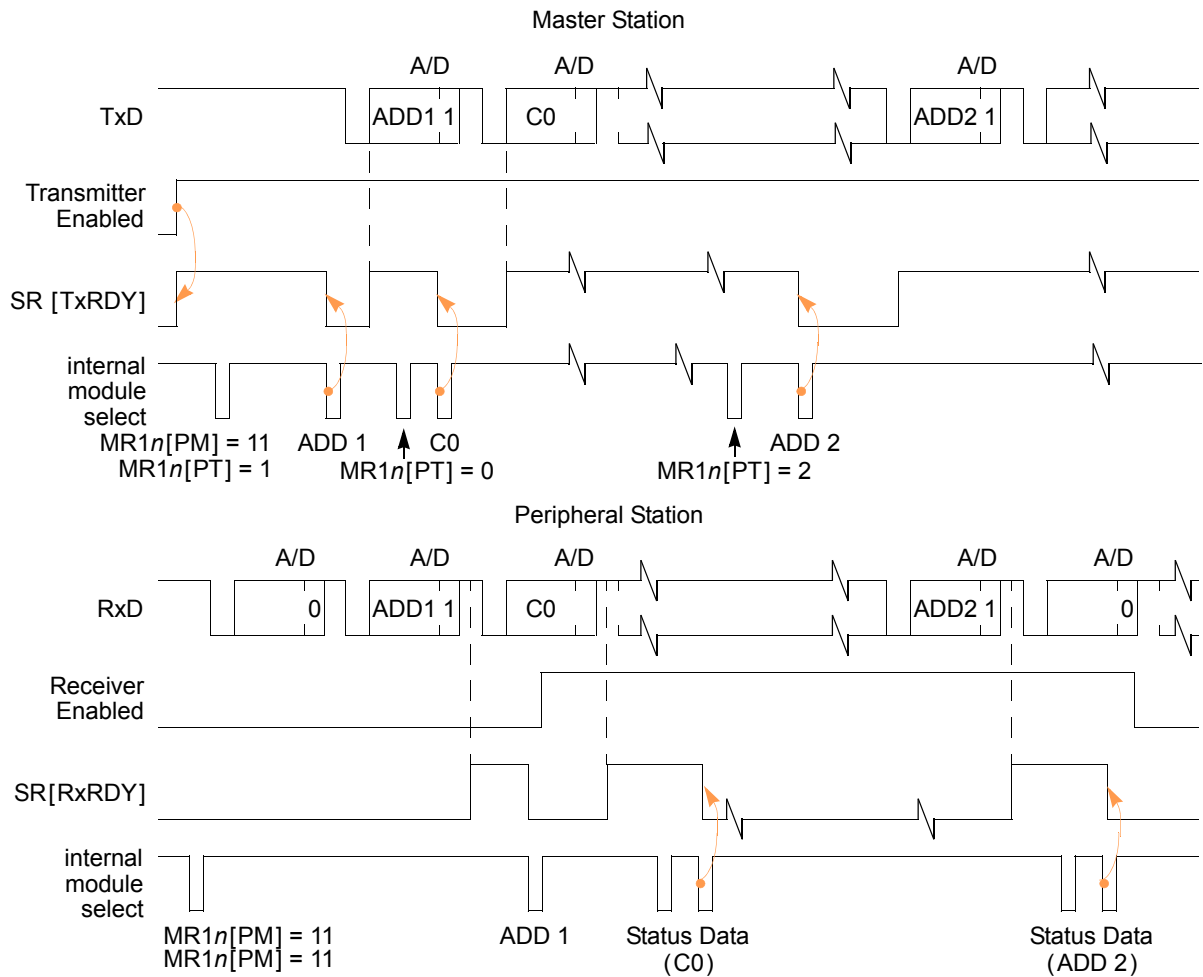 Master Station
A/D A/D A/D
TxD ADD1 1 C0 ADD2 1
Transmitter
Enabled
SR [TxRDY]
internal
module
select
MR1n[PM] = 11 ADD 1 C0 ADD 2
MR1n[PT] = 1 MR1n[PT] = 0 MR1n[PT] = 2
Peripheral Station
A/D A/D A/D A/D A/D
RxD 0 ADD1 1 C0 ADD2 1 0
Receiver
Enabled
SR[RxRDY]
internal
module
select
MR1n[PM] = 11 ADD 1 Status Data Status Data
MR1n[PM] = 11 (C0) (ADD 2)